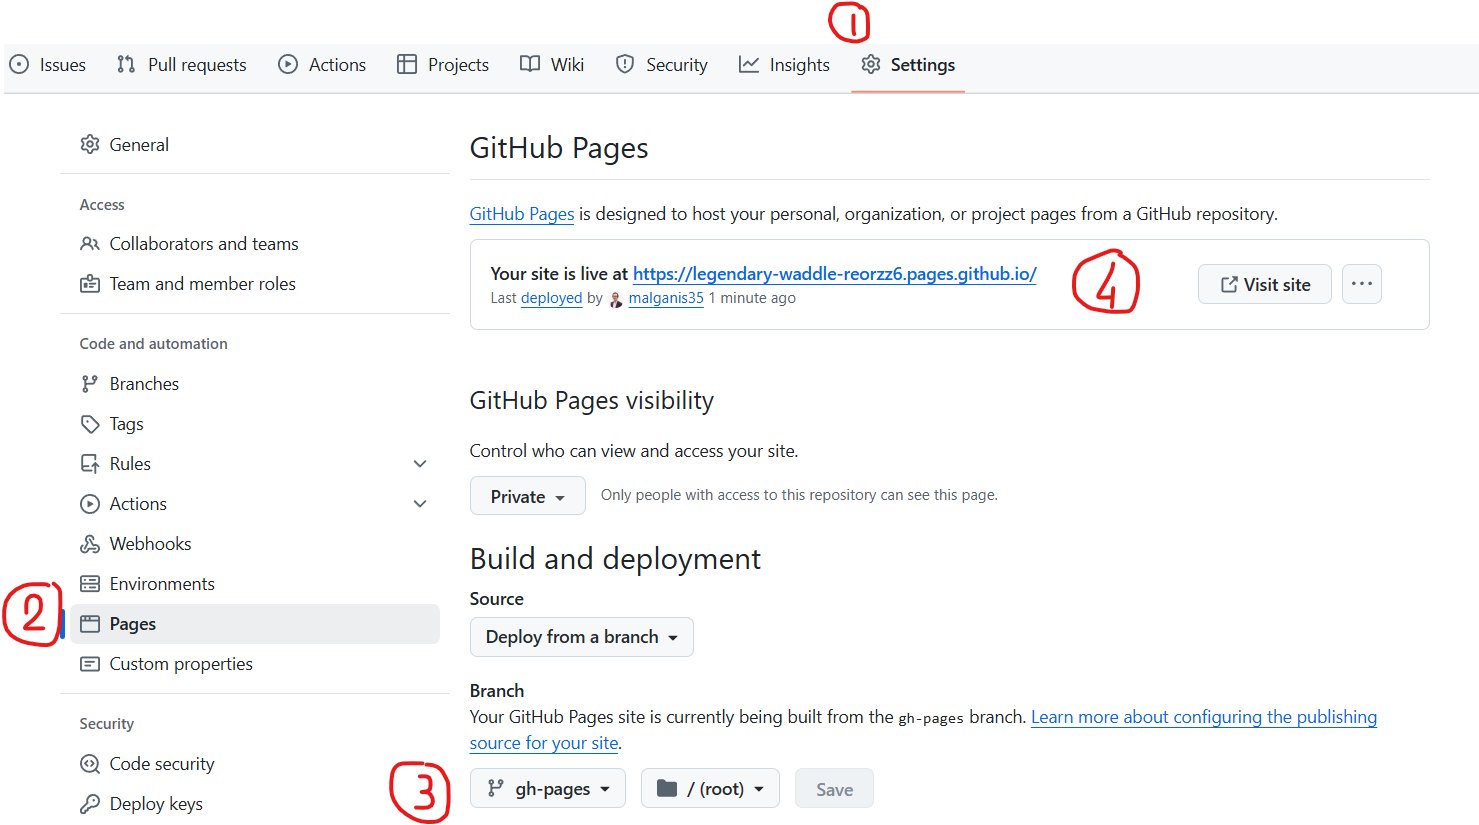 1
Issues Pull requests Actions Projects Wiki Security Insights Settings
General
Access
Collaborators and teams
Team and member roles
Code and automation
Branches
Tags
Rules
Actions
Webhooks
Environments
2 Pages
Custom properties
Security
Code security
Deploy keys
GitHub Pages
GitHub Pages is designed to host your personal, organization, or project pages from a GitHub repository.
Your site is live at https://legendary-waddle-reorzz6.pages.github.io/
Last deployed by malganis35 1 minute ago
4
Visit site ...
GitHub Pages visibility
Control who can view and access your site.
Private Only people with access to this repository can see this page.
Build and deployment
Source
Deploy from a branch
Branch
Your GitHub Pages site is currently being built from the gh-pages branch. Learn more about configuring the publishing
source for your site.
3 gh-pages / (root) Save